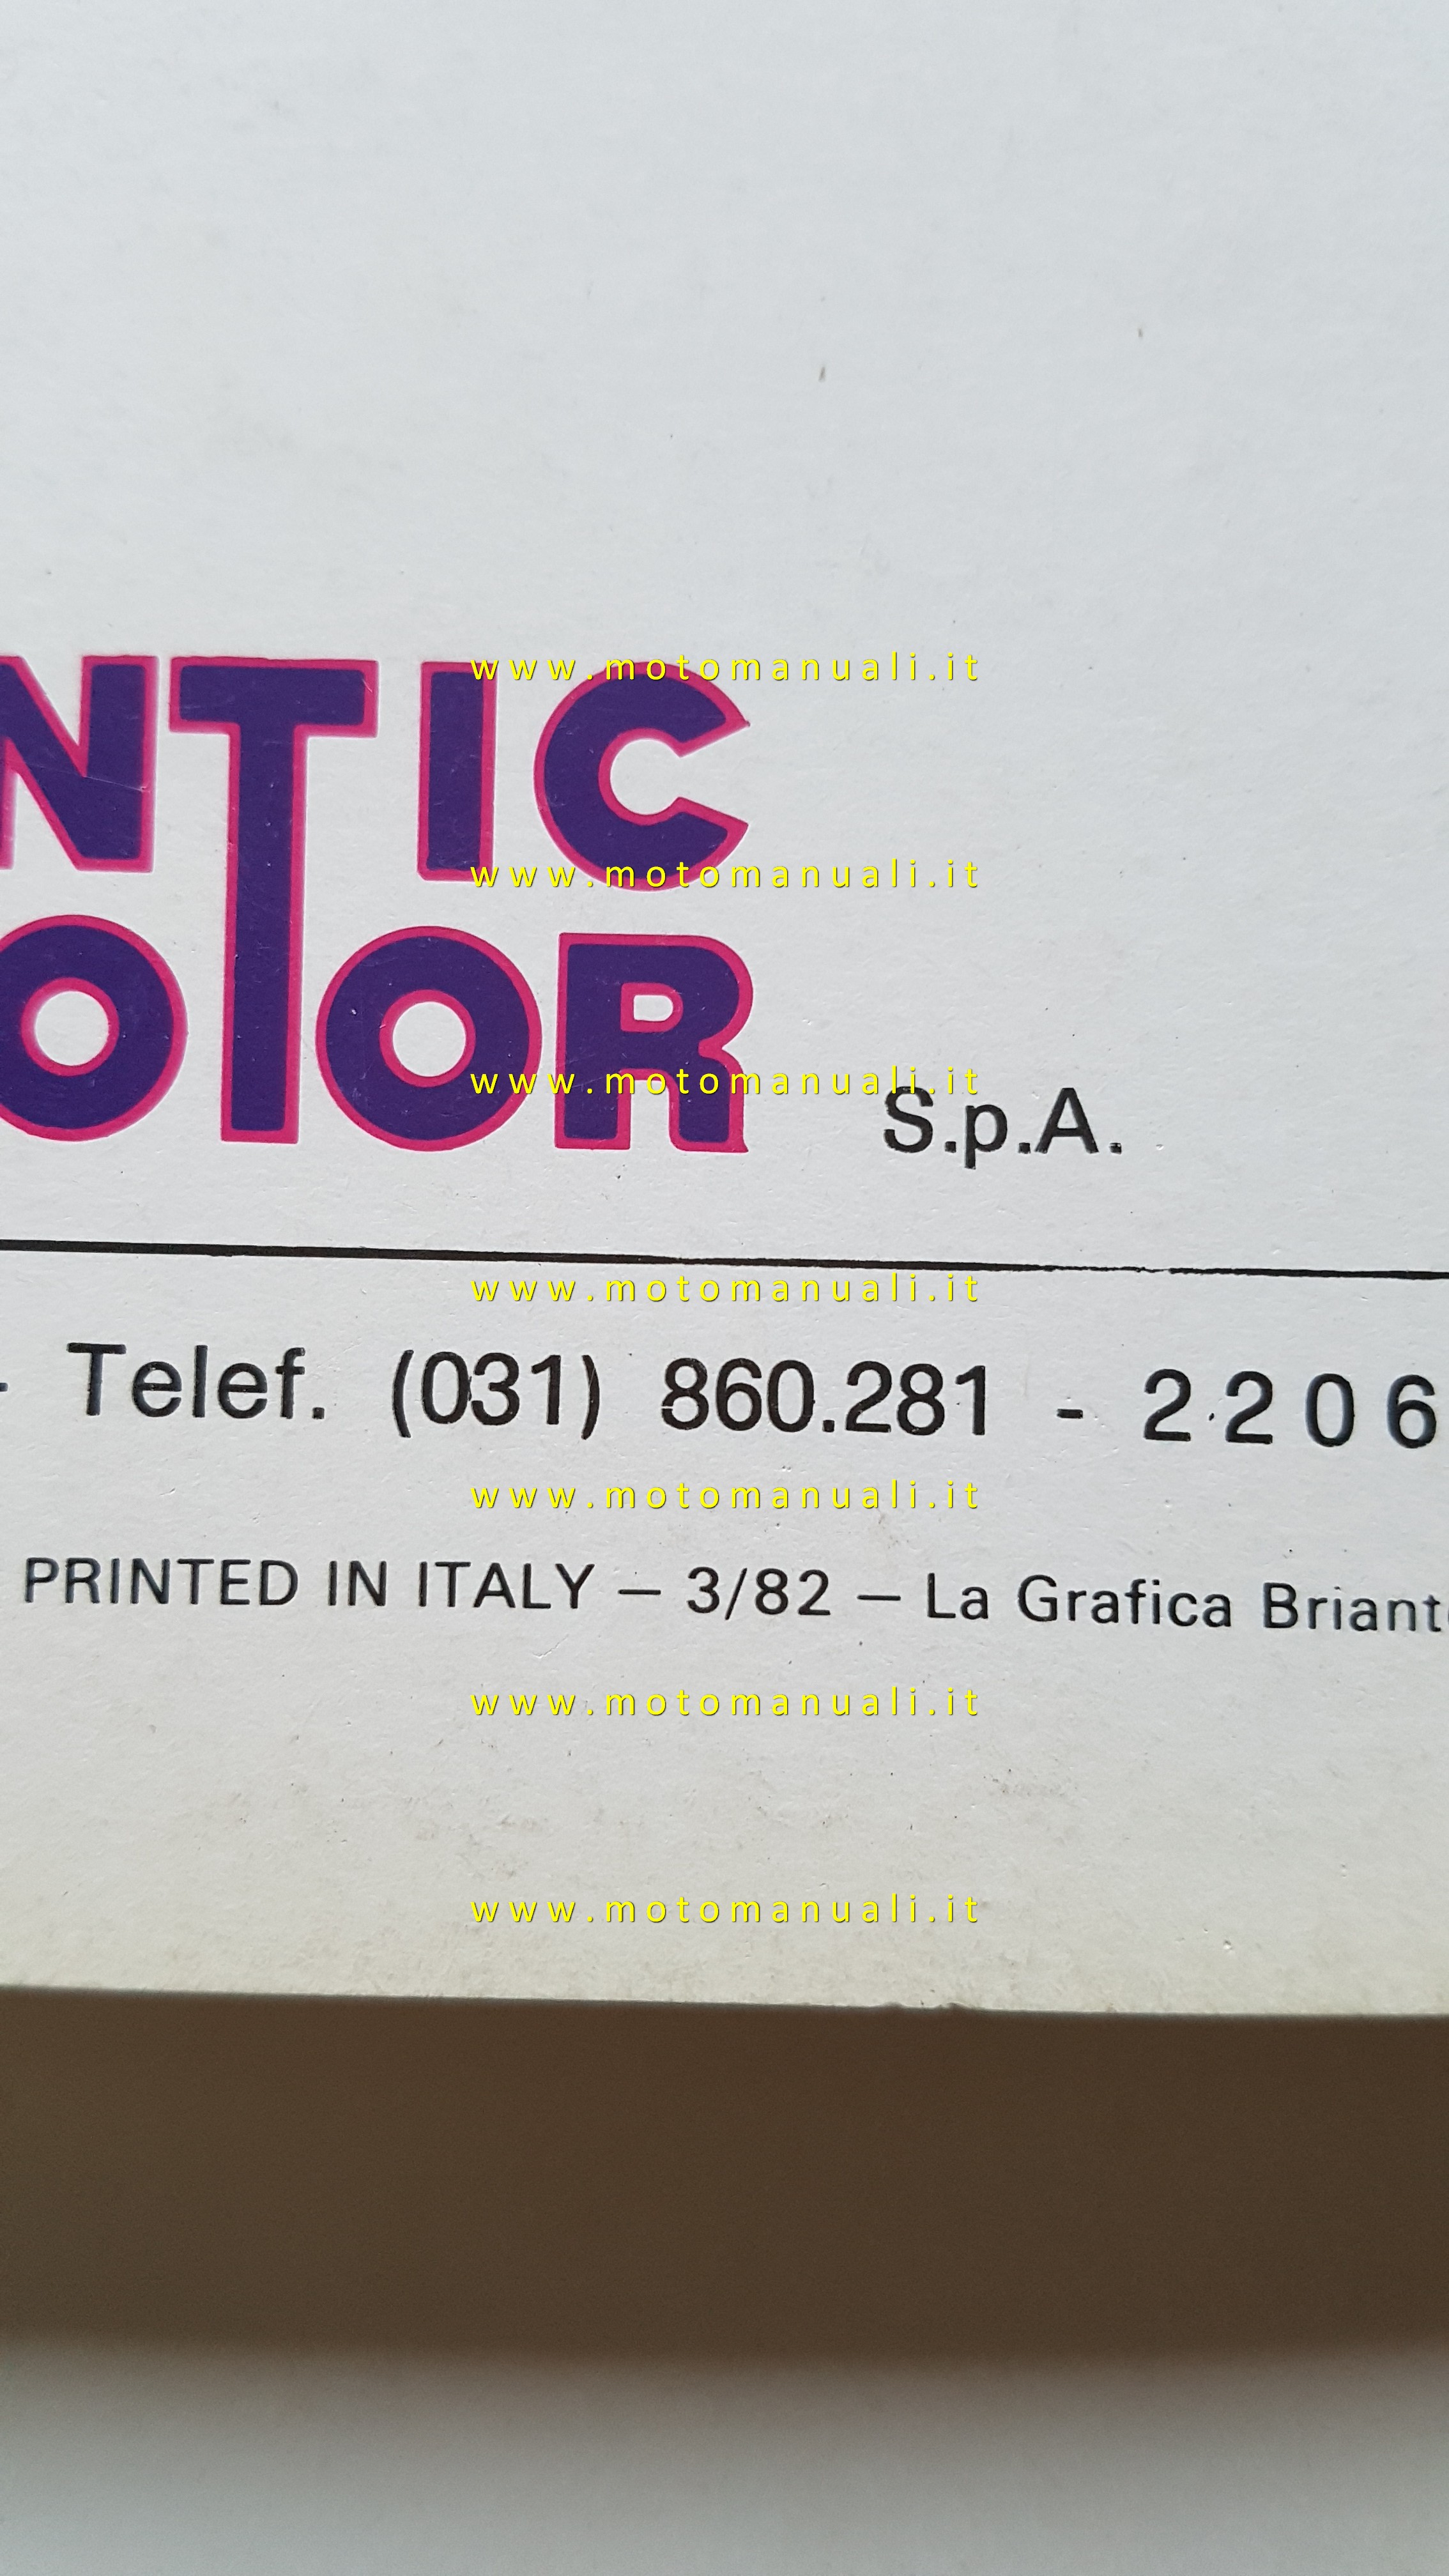 NTIC
www.motomanuali.it
www.motomanuali.it
OTOR
www.motomanuali.it
S.p.A.
www.motomanuali.it
- Telef. (031) 860.281 - 2206
www.motomanuali.it
PRINTED IN ITALY — 3/82 — La Grafica Briant
www.motomanuali.it
www.motomanuali.it